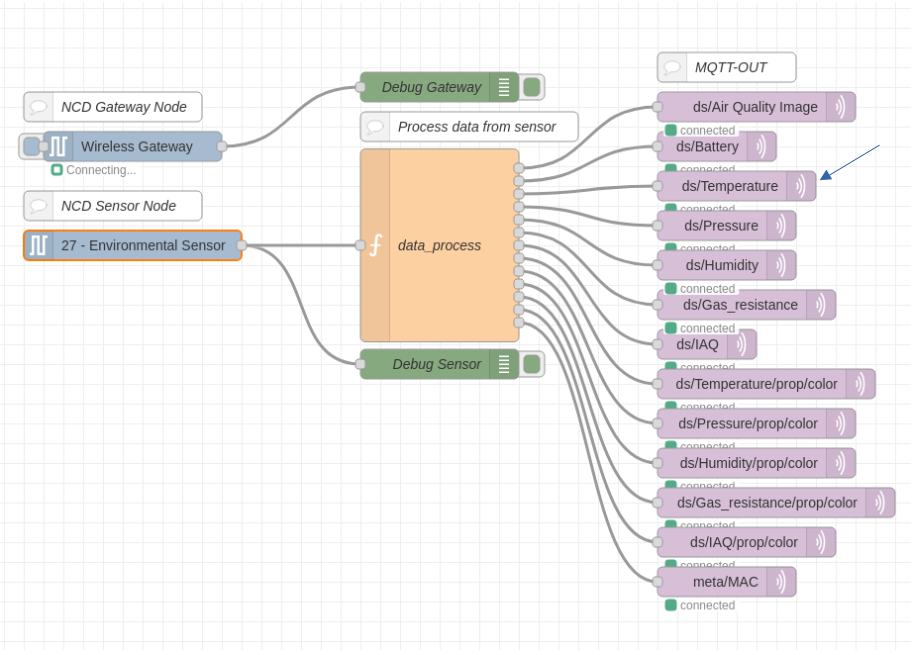 NCD Gateway Node
Wireless Gateway
Connecting...
NCD Sensor Node
27 - Environmental Sensor
Debug Gateway
Process data from sensor
data_process
Debug Sensor
MQTT-OUT
ds/Air Quality Image
connected
ds/Battery
connected
ds/Temperature
connected
ds/Pressure
connected
ds/Humidity
connected
ds/Gas_resistance
connected
ds/IAQ
connected
ds/Temperature/prop/color
connected
ds/Pressure/prop/color
connected
ds/Humidity/prop/color
connected
ds/Gas_resistance/prop/color
connected
ds/IAQ/prop/color
connected
meta/MAC
connected